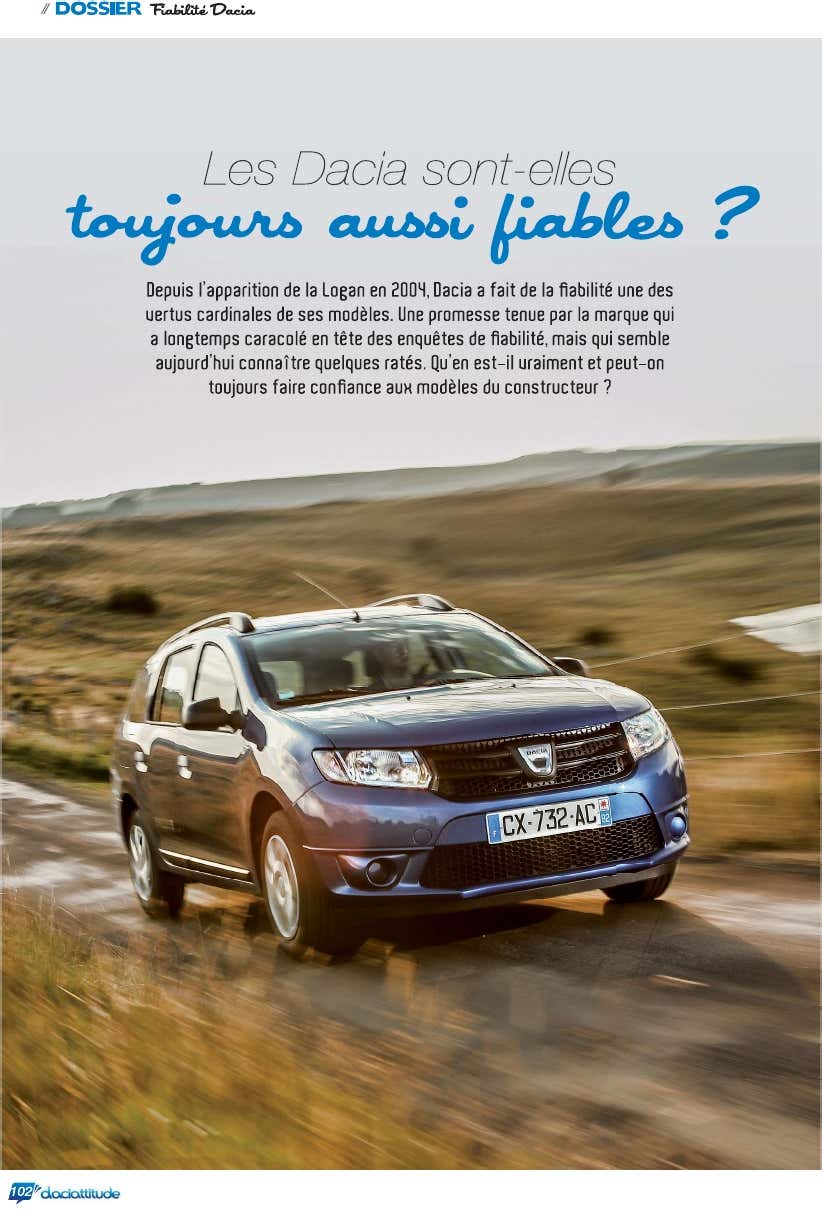 // DOSSIER Fiabilité Dacia
Les Dacia sont-elles
toujours aussi fiables ?
Depuis l'apparition de la Logan en 2004, Dacia a fait de la fiabilité une des
vertus cardinales de ses modèles. Une promesse tenue par la marque qui
a longtemps caracolé en tête des enquêtes de fiabilité, mais qui semble
aujourd'hui connaître quelques ratés. Qu'en est-il vraiment et peut-on
toujours faire confiance aux modèles du constructeur ?
DACIA
F CX-732-AC 92
102 daciattitude